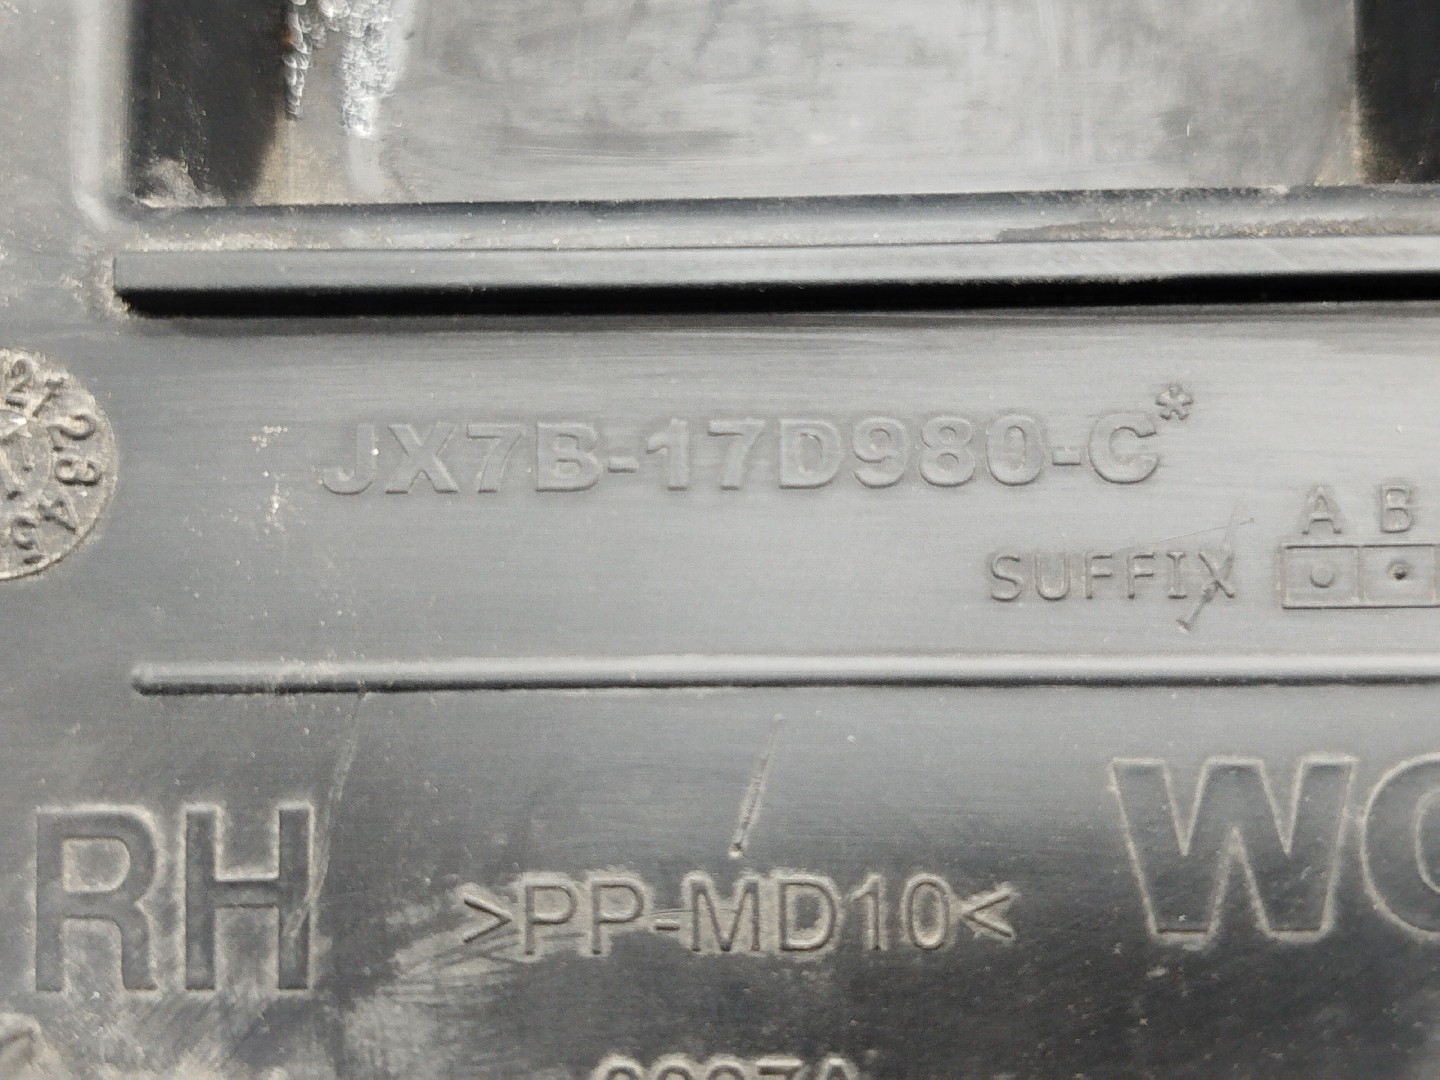 JX7B-17D980-C*
A B
SUFFIX
RH
>PP-MD10<